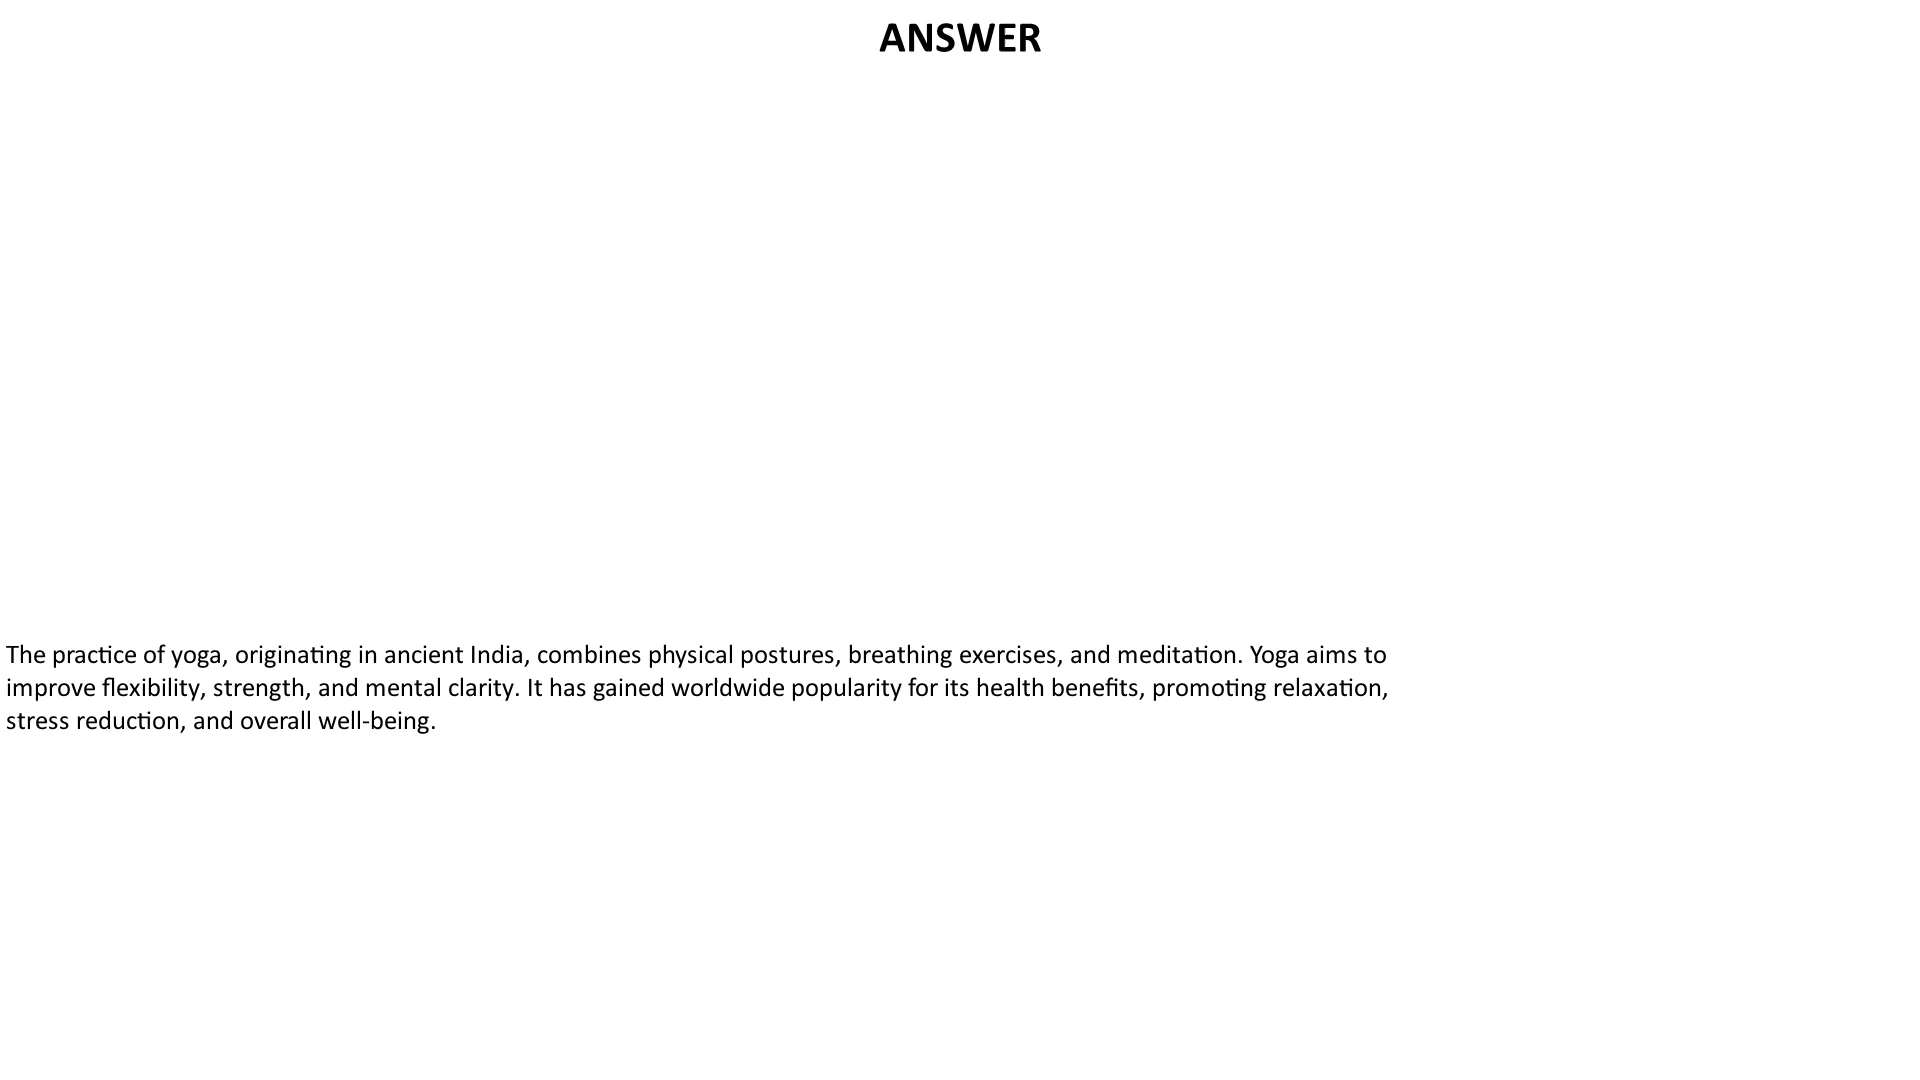 ANSWER
The practice of yoga, originating in ancient India, combines physical postures, breathing exercises, and meditation. Yoga aims to
improve flexibility, strength, and mental clarity. It has gained worldwide popularity for its health benefits, promoting relaxation,
stress reduction, and overall well-being.